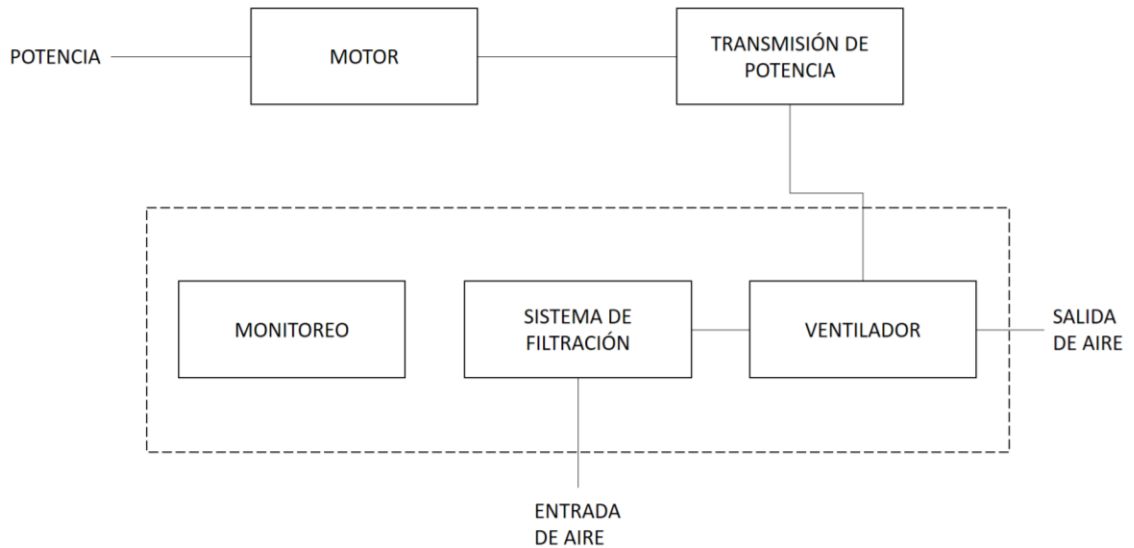 POTENCIA
MOTOR
TRANSMISIÓN DE
POTENCIA
MONITOREO
SISTEMA DE
FILTRACIÓN
VENTILADOR
SALIDA
DE AIRE
ENTRADA
DE AIRE